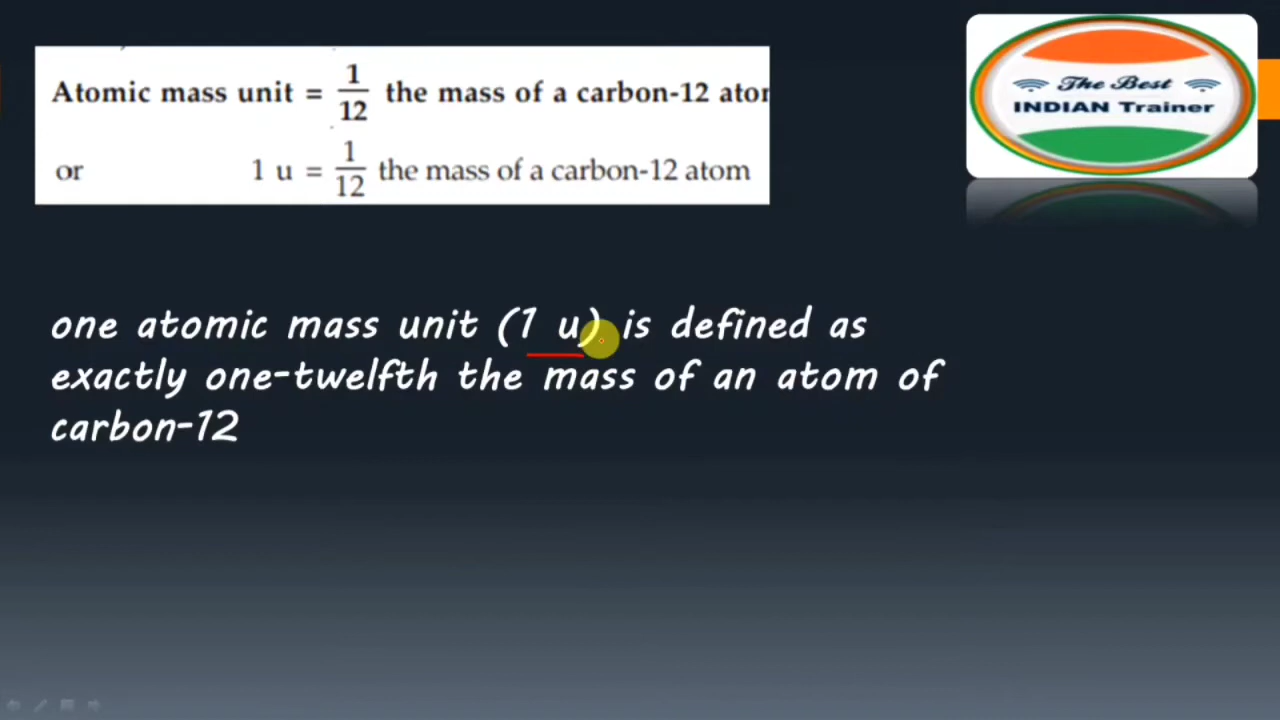 Atomic mass unit = 1/12 the mass of a carbon-12 ator
or 1 u = 1/12 the mass of a carbon-12 atom
The Best
INDIAN Trainer
one atomic mass unit (1 u) is defined as
exactly one-twelfth the mass of an atom of
carbon-12